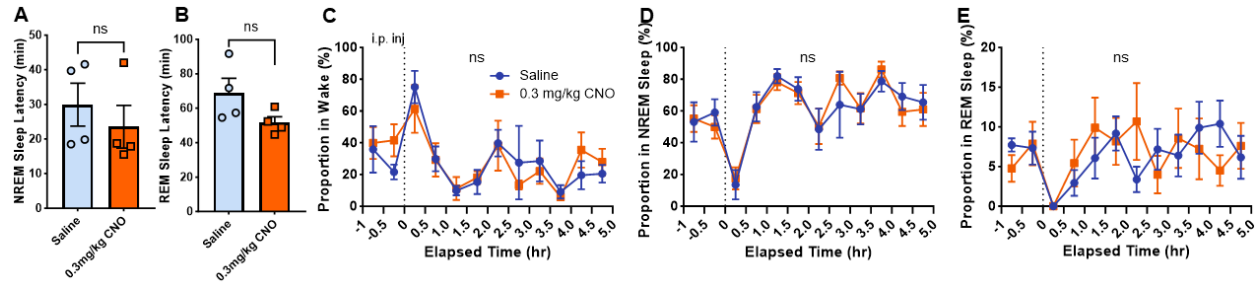 A
NREM Sleep Latency (min)
50
40
30
20
10
0
ns
Saline
0.3mg/kg CNO
B
REM Sleep Latency (min)
100
80
60
40
20
0
ns
Saline
0.3mg/kg CNO
C
Proportion in Wake (%)
100
80
60
40
20
0
i.p. inj
ns
Saline
0.3 mg/kg CNO
-1
-0.5
0
0.5
1.0
1.5
2.0
2.5
3.0
3.5
4.0
4.5
5.0
Elapsed Time (hr)
D
Proportion in NREM Sleep (%)
100
80
60
40
20
0
ns
-1
-0.5
0
0.5
1.0
1.5
2.0
2.5
3.0
3.5
4.0
4.5
5.0
Elapsed Time (hr)
E
Proportion in REM Sleep (%)
20
15
10
5
0
ns
-1
-0.5
0
0.5
1.0
1.5
2.0
2.5
3.0
3.5
4.0
4.5
5.0
Elapsed Time (hr)